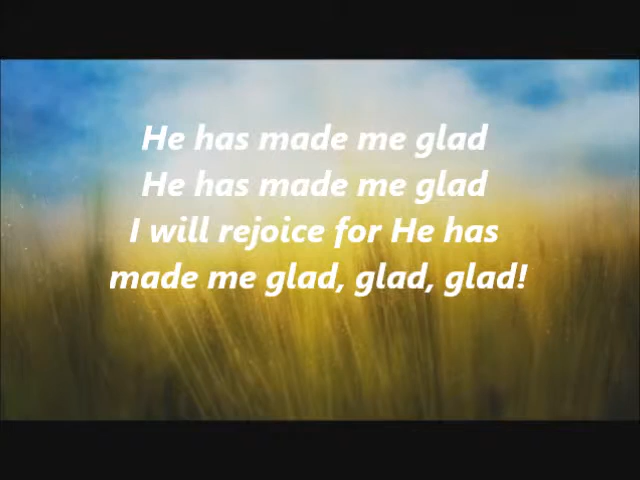 He has made me glad
He has made me glad
I will rejoice for He has
made me glad, glad, glad!